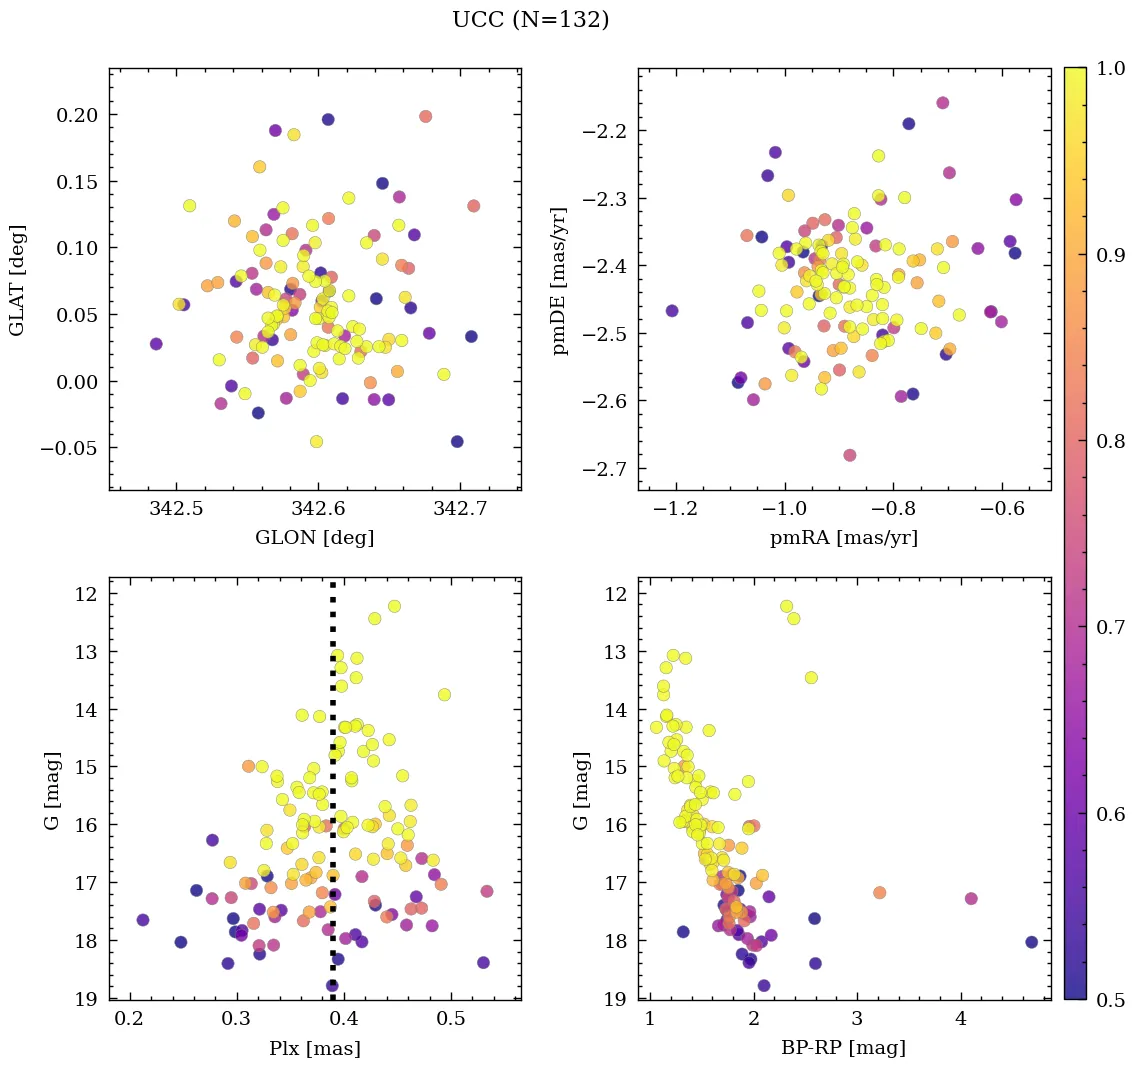 UCC (N=132)
0.20
0.15
0.10
0.05
0.00
−0.05
GLAT [deg]
342.5 342.6 342.7
GLON [deg]
−2.2
−2.3
−2.4
−2.5
−2.6
−2.7
pmDE [mas/yr]
−1.2 −1.0 −0.8 −0.6
pmRA [mas/yr]
12
13
14
15
16
17
18
19
G [mag]
0.2 0.3 0.4 0.5
Plx [mas]
12
13
14
15
16
17
18
19
G [mag]
1 2 3 4
BP-RP [mag]
1.0
0.9
0.8
0.7
0.6
0.5